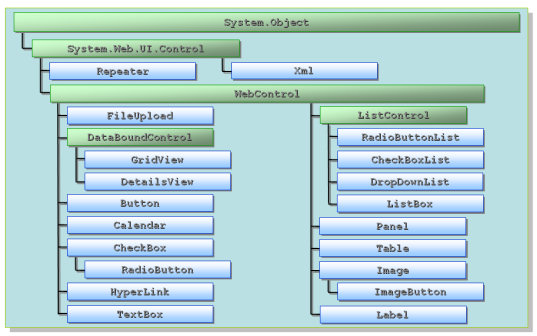 System.Object
System.Web.UI.Control
Repeater
Xml
WebControl
FileUpload
DataBoundControl
GridView
DetailsView
Button
Calendar
CheckBox
RadioButton
HyperLink
TextBox
ListControl
RadioButtonList
CheckBoxList
DropDownList
ListBox
Panel
Table
Image
ImageButton
Label